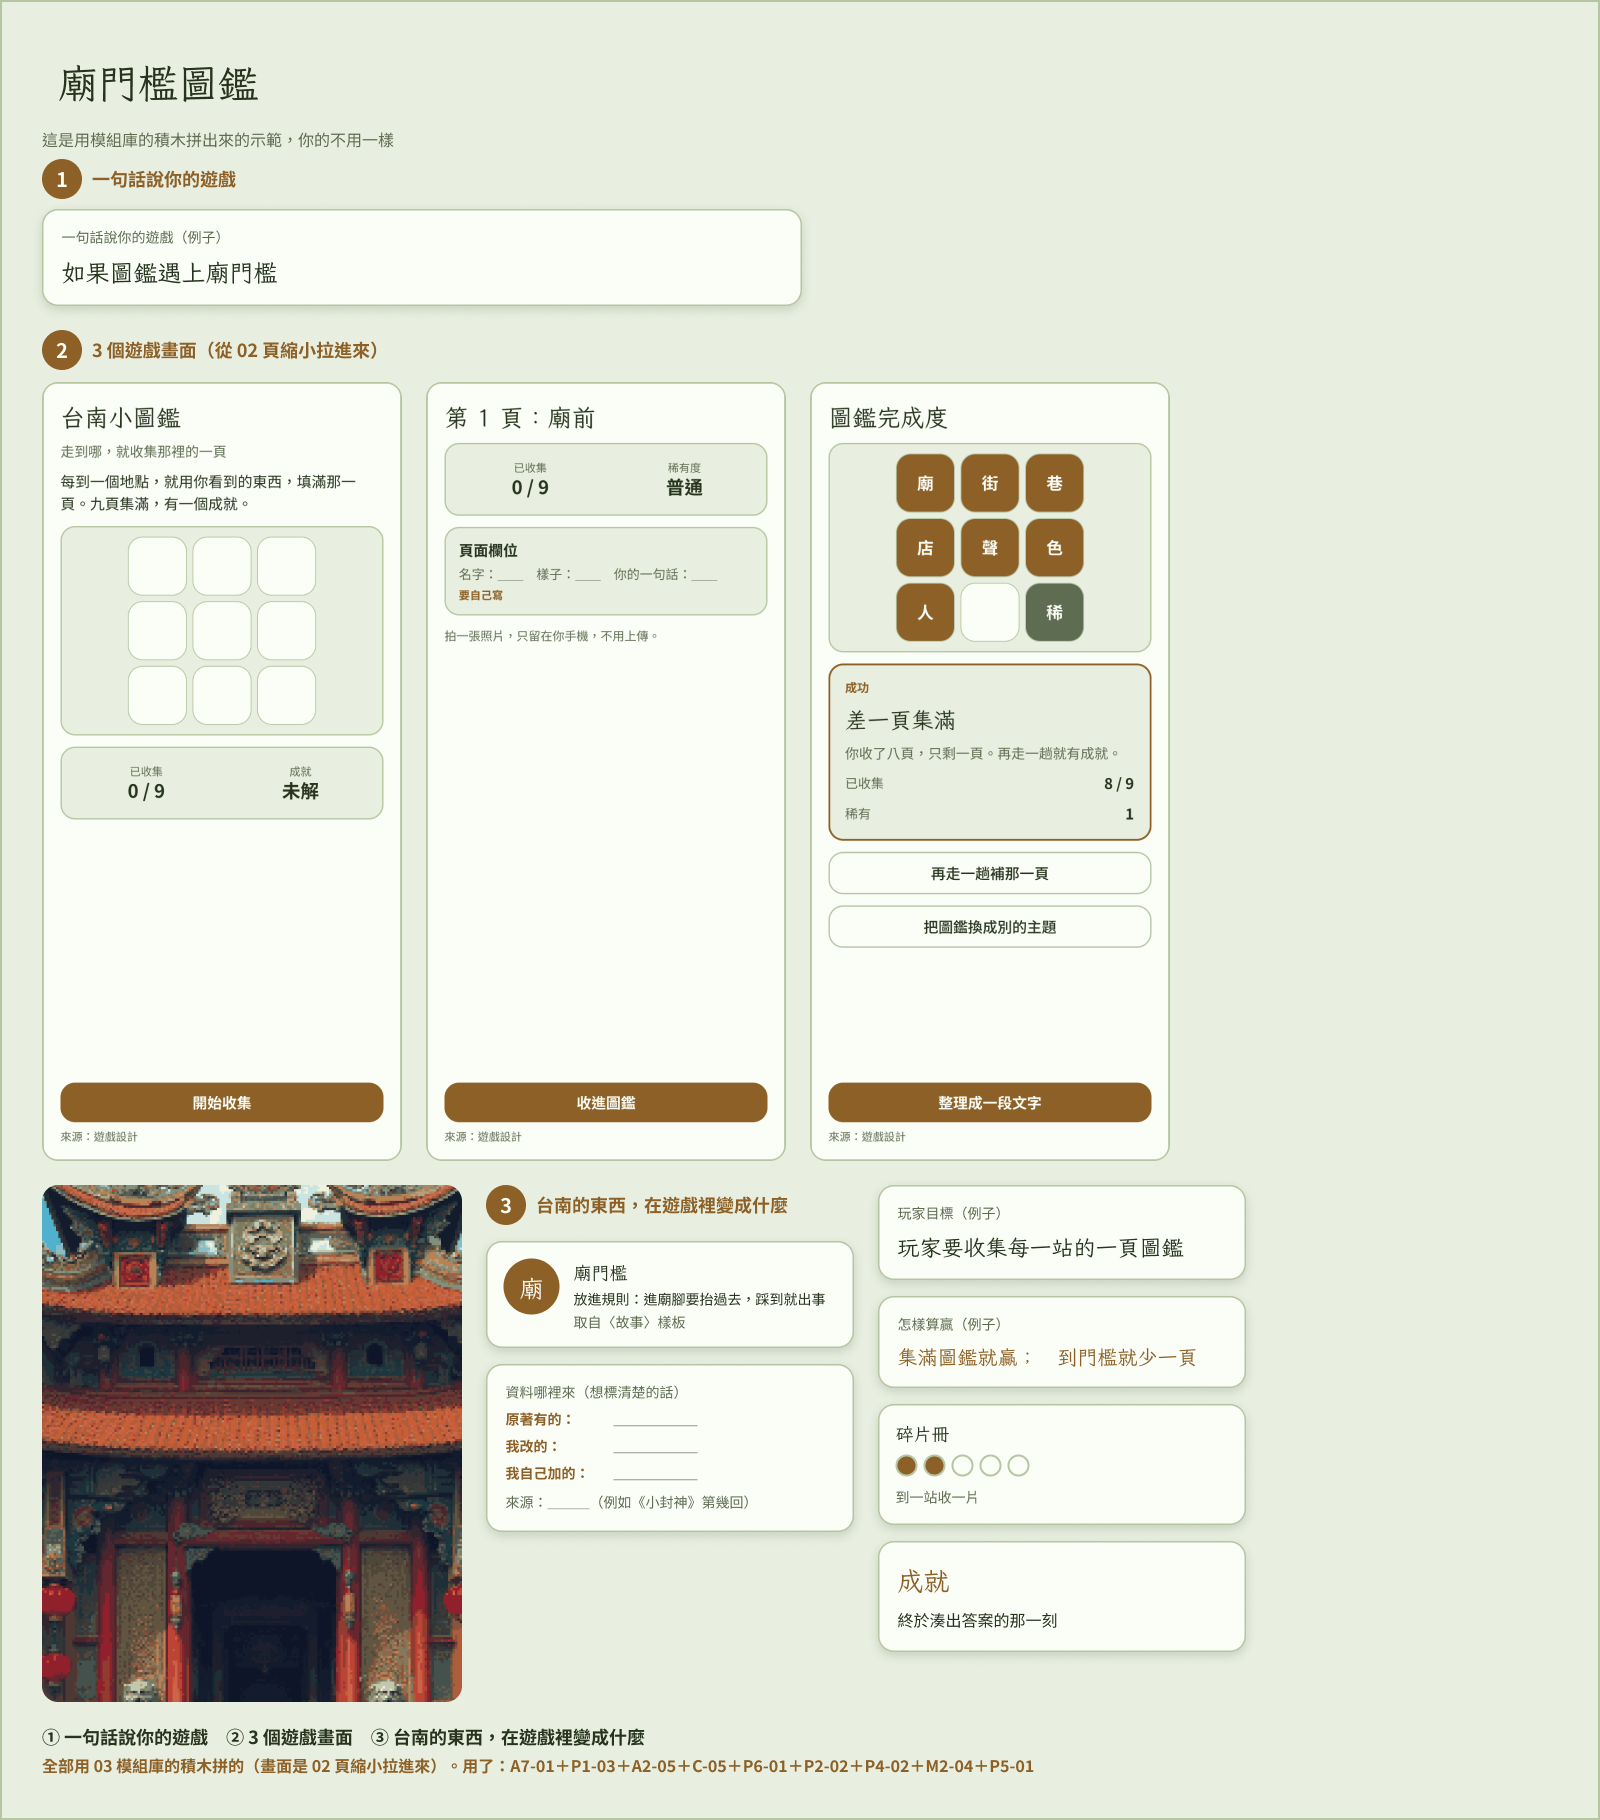 廟門檻圖鑑
這是用模組庫的積木拼出來的示範，你的不用一樣
1 一句話說你的遊戲
一句話說你的遊戲（例子）
如果圖鑑遇上廟門檻
2 3 個遊戲畫面（從 02 頁縮小拉進來）
台南小圖鑑
走到哪，就收集那裡的一頁
每到一個地點，就用你看到的東西，填滿那一
頁。九頁集滿，有一個成就。
已收集 成就
0 / 9 未解
開始收集
來源：遊戲設計
第 1 頁：廟前
已收集 稀有度
0 / 9 普通
頁面欄位
名字：___ 樣子：___ 你的一句話：___
要自己寫
拍一張照片，只留在你手機，不用上傳。
收進圖鑑
來源：遊戲設計
圖鑑完成度
廟 街 巷
店 聲 色
人 稀
成功
差一頁集滿
你收了八頁，只剩一頁。再走一趟就有成就。
已收集 8 / 9
稀有 1
再走一趟補那一頁
把圖鑑換成別的主題
整理成一段文字
來源：遊戲設計
3 台南的東西，在遊戲裡變成什麼
廟
廟門檻
放進規則：進廟腳要抬過去，踩到就出事
取自〈故事〉樣板
資料哪裡來（想標清楚的話）
原著有的： __________
我改的： __________
我自己加的： __________
來源：_____（例如《小封神》第幾回）
玩家目標（例子）
玩家要收集每一站的一頁圖鑑
怎樣算贏（例子）
集滿圖鑑就贏； 到門檻就少一頁
碎片冊
到一站收一片
成就
終於湊出答案的那一刻
① 一句話說你的遊戲 ② 3 個遊戲畫面 ③ 台南的東西，在遊戲裡變成什麼
全部用 03 模組庫的積木拼的（畫面是 02 頁縮小拉進來）。用了：A7-01＋P1-03＋A2-05＋C-05＋P6-01＋P2-02＋P4-02＋M2-04＋P5-01